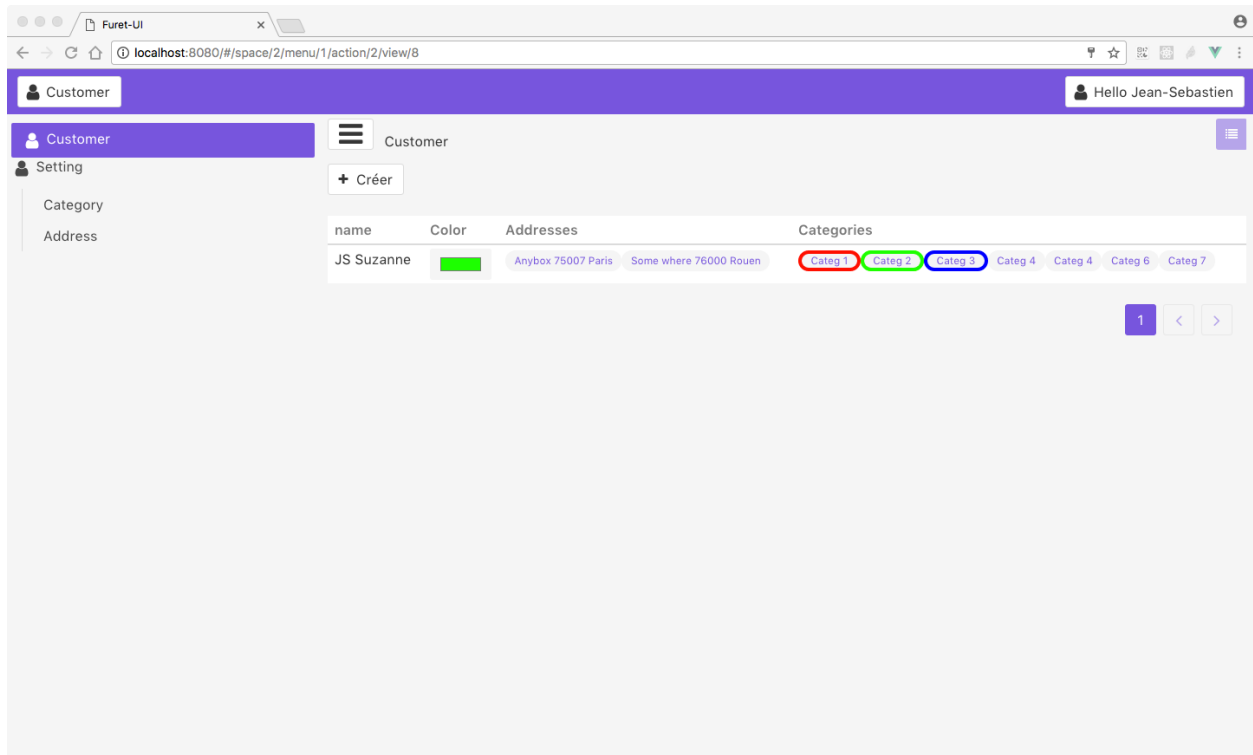 Furet-UI
localhost:8080/#/space/2/menu/1/action/2/view/8
Customer
Hello Jean-Sebastien
Customer
Setting
Category
Address
Customer
Créer
name Color Addresses Categories
JS Suzanne Anybox 75007 Paris Some where 76000 Rouen Categ 1 Categ 2 Categ 3 Categ 4 Categ 4 Categ 6 Categ 7
1